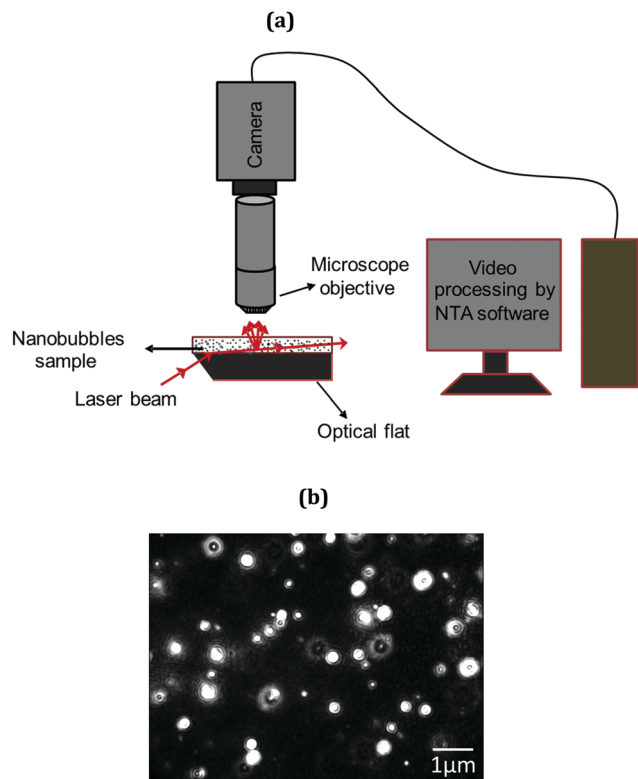 (a)
Camera
Microscope
objective
Video
processing by
NTA software
Nanobubbles
sample
Laser beam
Optical flat
(b)
1μm